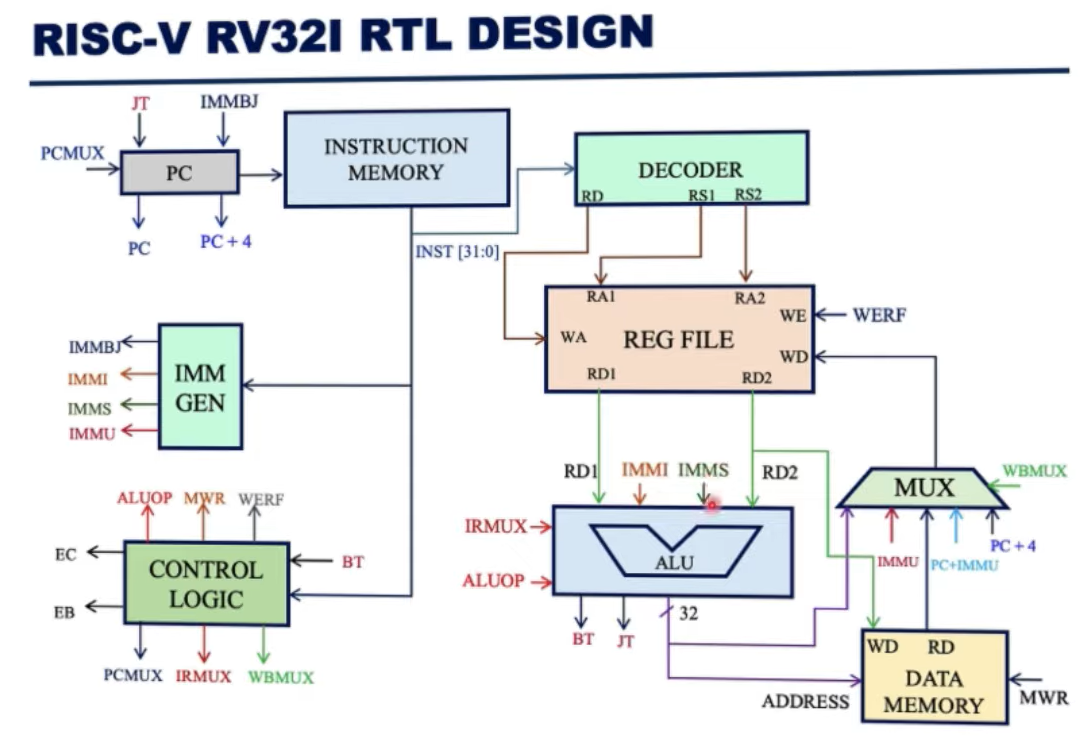 RISC-V RV32I RTL DESIGN
JT
IMMBJ
PCMUX
PC
PC
PC + 4
INSTRUCTION
MEMORY
INST [31:0]
DECODER
RD
RS1
RS2
RA1
RA2
WA
REG FILE
WE
WERF
WD
RD1
RD2
IMMBJ
IMMI
IMMS
IMMU
IMM
GEN
RD1
IMMI
IMMS
RD2
IRMUX
ALUOP
ALU
BT
JT
32
MUX
WBMUX
IMMU
PC+IMMU
PC + 4
ALUOP
MWR
WERF
EC
EB
CONTROL
LOGIC
BT
PCMUX
IRMUX
WBMUX
WD
RD
DATA
MEMORY
ADDRESS
MWR